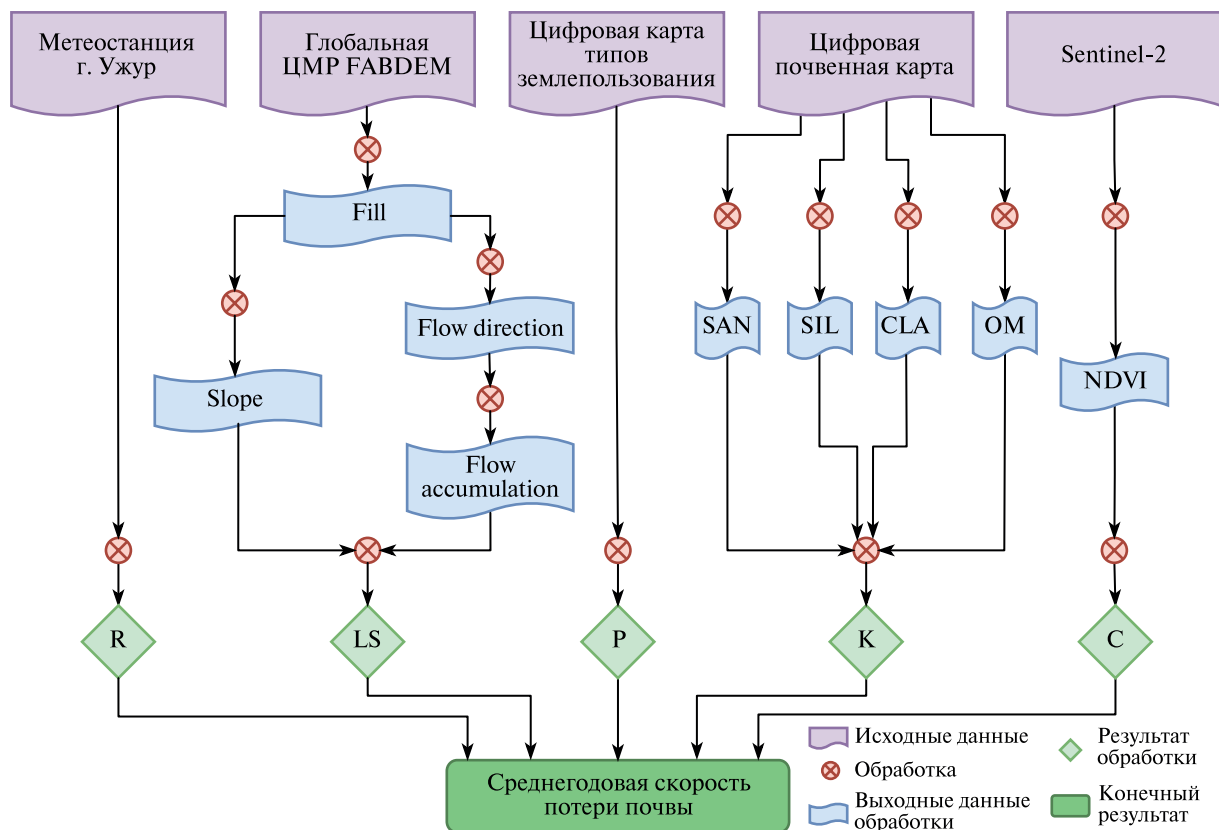 Метеостанция
г. Ужур
Глобальная
ЦМР FABDEM
Цифровая карта
типов
землепользования
Цифровая
почвенная карта
Sentinel-2
Fill
Flow direction
SAN
SIL
CLA
OM
Slope
NDVI
Flow
accumulation
R
LS
P
K
C
Среднегодовая скорость
потери почвы
Исходные данные
Обработка
Выходные данные
обработки
Результат
обработки
Конечный
результат